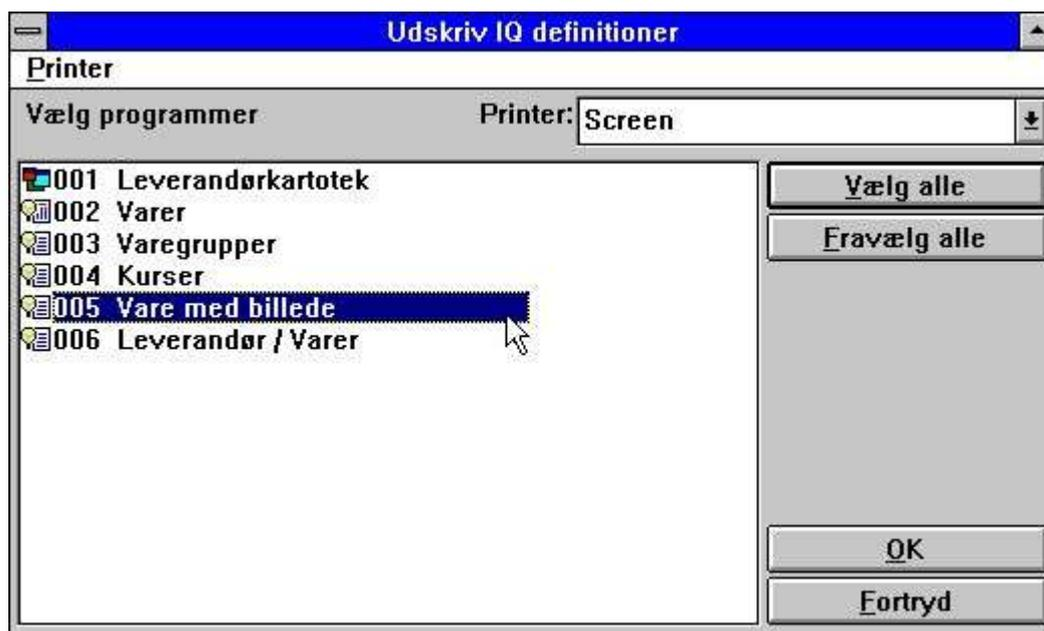 Udskriv IQ definitioner
Printer
Vælg programmer
Printer: Screen
001 Leverandørkartotek
002 Varer
003 Varegrupper
004 Kurser
005 Vare med billede
006 Leverandør / Varer
Vælg alle
Fravælg alle
OK
Fortryd